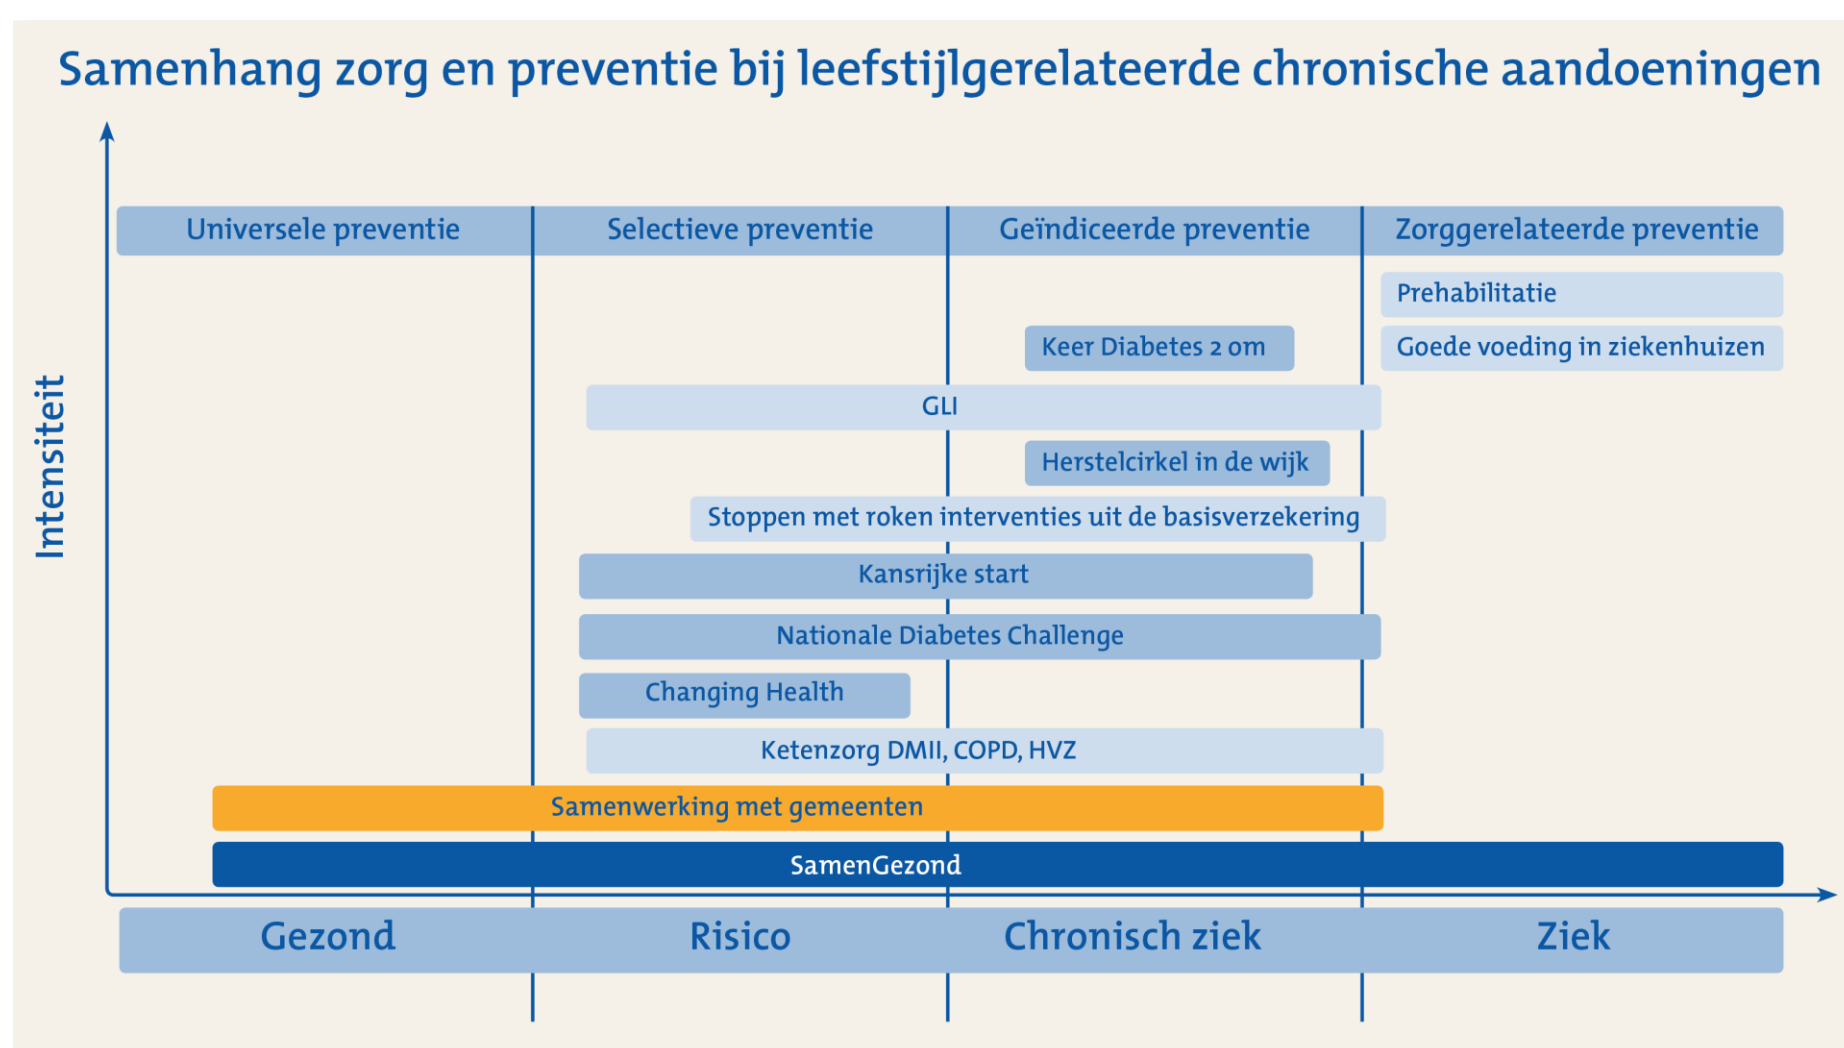 Samenhang zorg en preventie bij leefstijlgerelateerde chronische aandoeningen
Intensiteit
Universele preventie
Selectieve preventie
Geïndiceerde preventie
Zorggerelateerde preventie
Prehabilitatie
Keer Diabetes 2 om
Goede voeding in ziekenhuizen
GLI
Herstelcirkel in de wijk
Stoppen met roken interventies uit de basisverzekering
Kansrijke start
Nationale Diabetes Challenge
Changing Health
Ketenzorg DMII, COPD, HVZ
Samenwerking met gemeenten
SamenGezond
Gezond
Risico
Chronisch ziek
Ziek